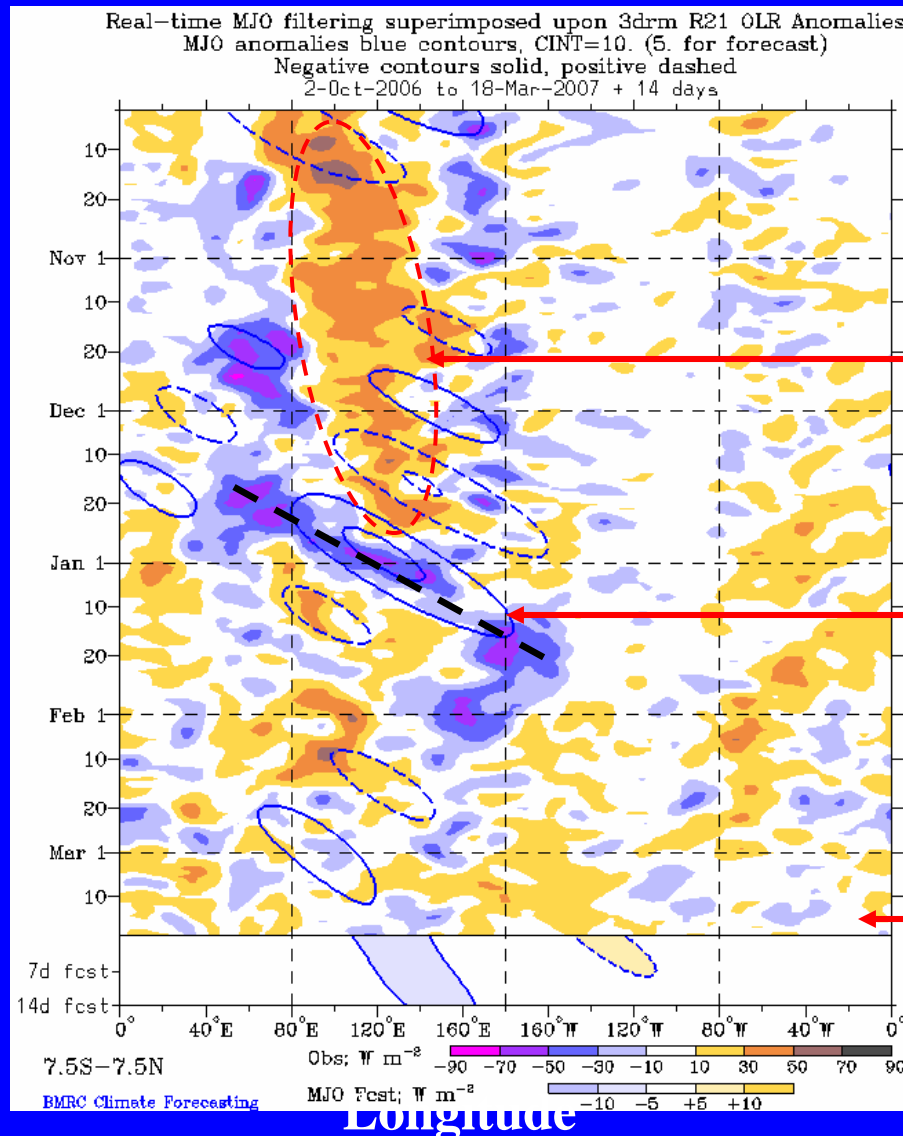 Real-time MJO filtering superimposed upon 3drm R21 OLR Anomalies
MJO anomalies blue contours, CINT=10. (5. for forecast)
Negative contours solid, positive dashed
2-Oct-2006 to 18-Mar-2007 + 14 days
10
20
Nov 1
10
20
Dec 1
10
20
Jan 1
10
20
Feb 1
10
20
Mar 1
10
7d fcst
14d fcst
0° 40°E 80°E 120°E 160°E 160°W 120°W 80°W 40°W 0°
7.5S-7.5N
Obs; W m⁻²
-90 -70 -50 -30 -10 10 30 50 70 90
BMRC Climate Forecasting
MJO Fcst; W m⁻²
-10 -5 +5 +10
Longitude